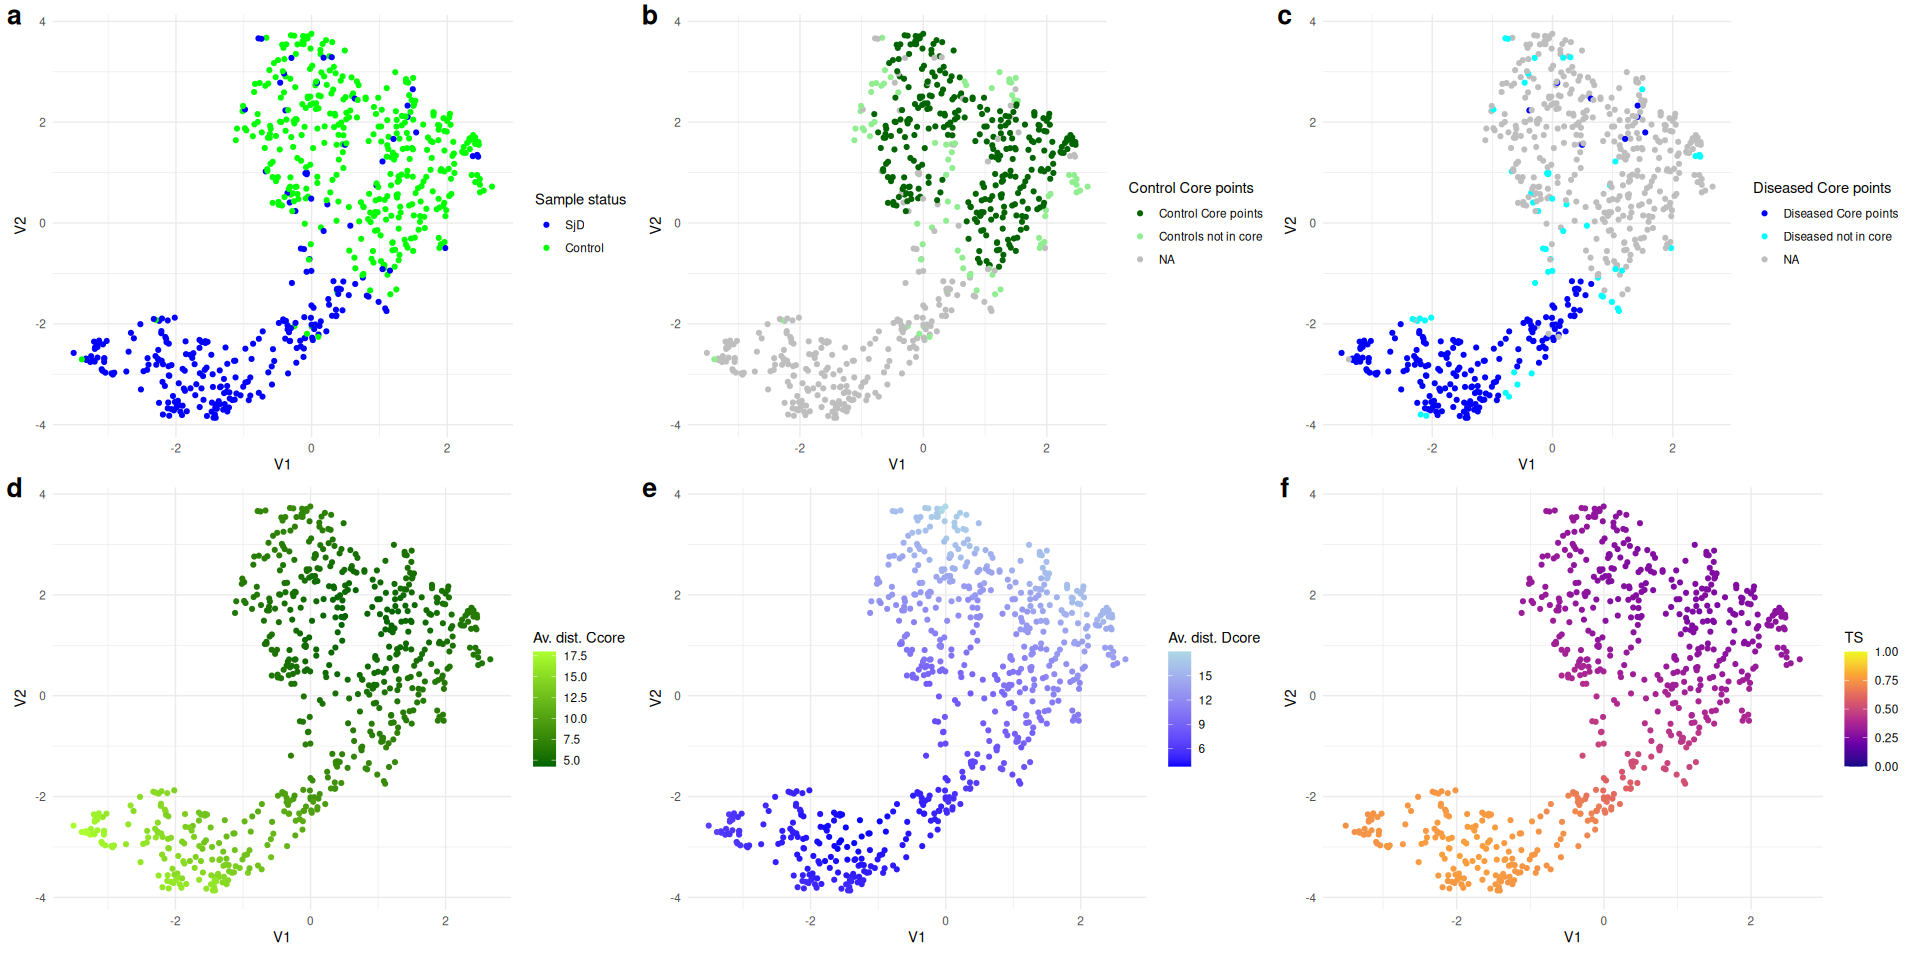 a
4
2
0
-2
-4
V2
-2
0
2
V1
Sample status
SjD
Control
b
4
2
0
-2
-4
V2
-2
0
2
V1
Control Core points
Control Core points
Controls not in core
NA
c
4
2
0
-2
-4
V2
-2
0
2
V1
Diseased Core points
Diseased Core points
Diseased not in core
NA
d
4
2
0
-2
-4
V2
-2
0
2
V1
Av. dist. Ccore
17.5
15.0
12.5
10.0
7.5
5.0
e
4
2
0
-2
-4
V2
-2
0
2
V1
Av. dist. Dcore
15
12
9
6
f
4
2
0
-2
-4
V2
-2
0
2
V1
TS
1.00
0.75
0.50
0.25
0.00